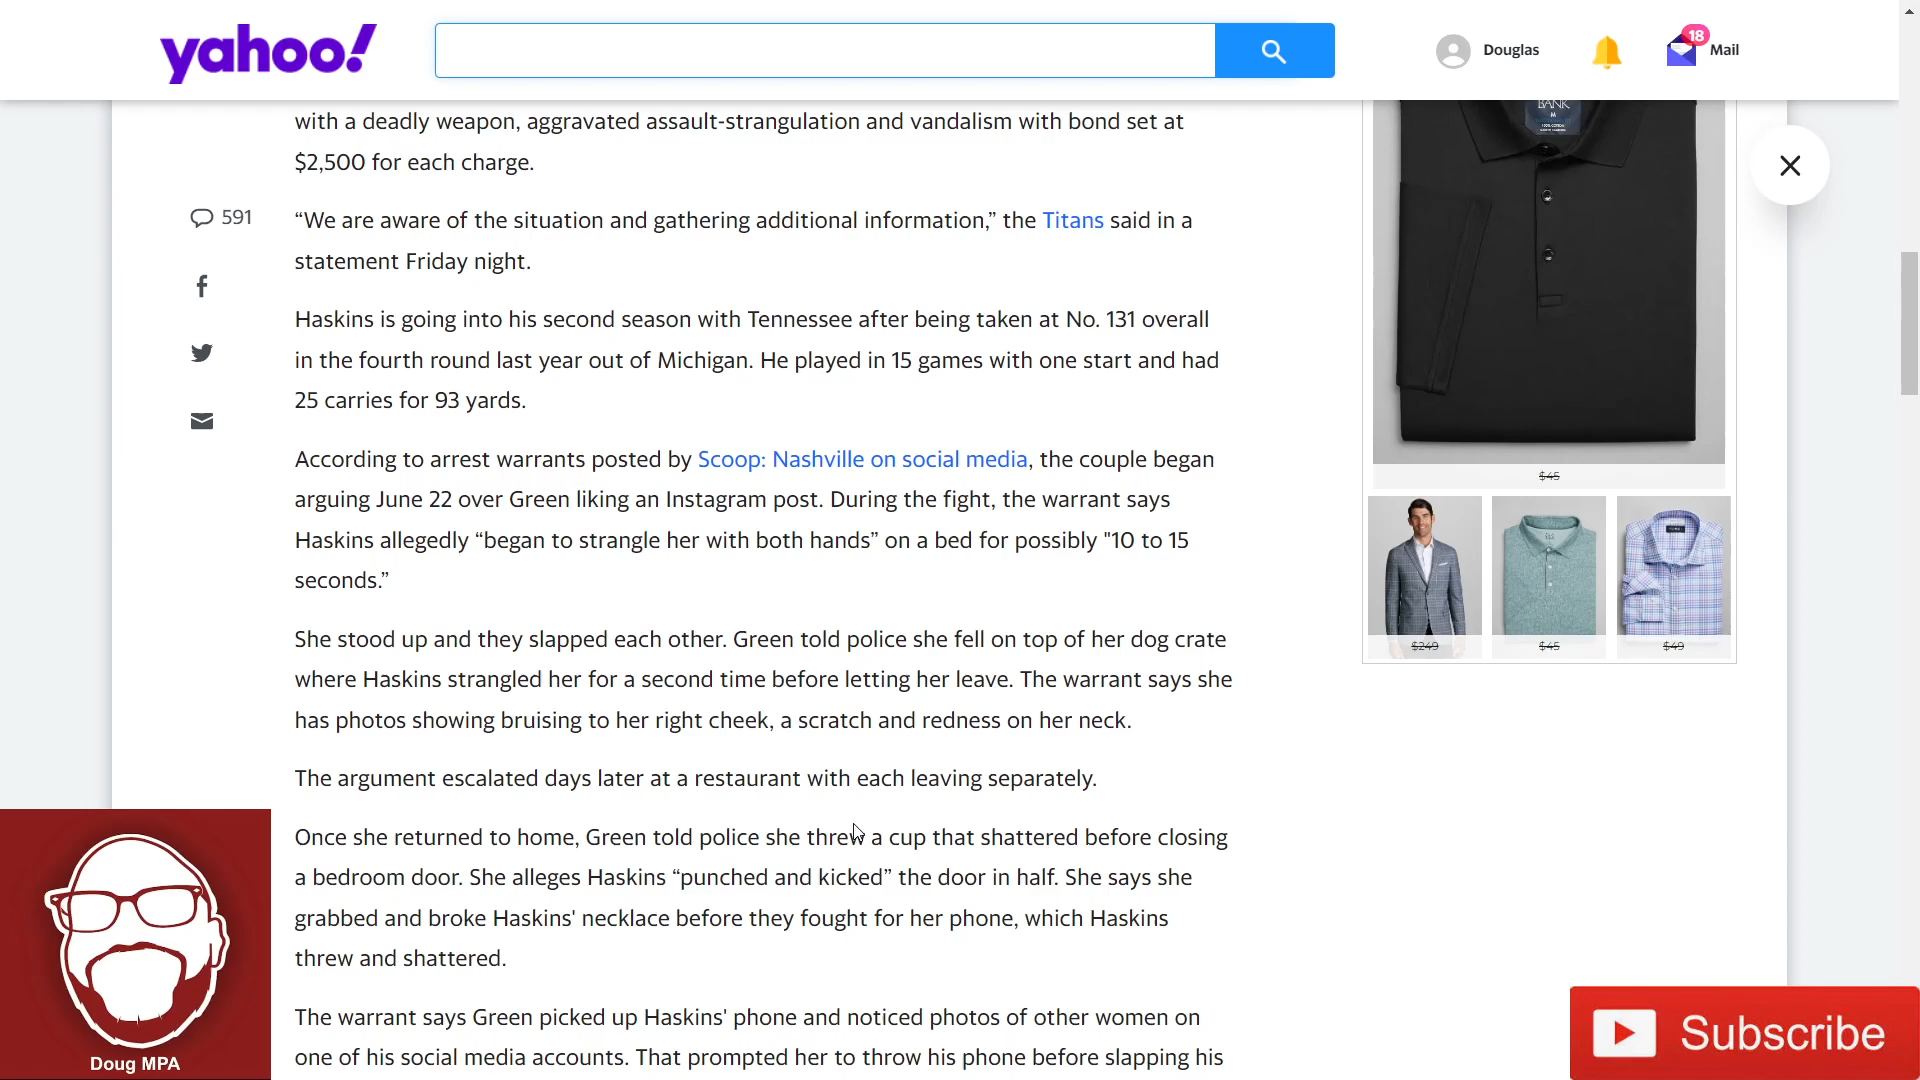 yahoo!
Douglas
18
Mail
with a deadly weapon, aggravated assault-strangulation and vandalism with bond set at
$2,500 for each charge.
591
“We are aware of the situation and gathering additional information,” the Titans said in a
statement Friday night.
Haskins is going into his second season with Tennessee after being taken at No. 131 overall
in the fourth round last year out of Michigan. He played in 15 games with one start and had
25 carries for 93 yards.
According to arrest warrants posted by Scoop: Nashville on social media, the couple began
arguing June 22 over Green liking an Instagram post. During the fight, the warrant says
Haskins allegedly “began to strangle her with both hands” on a bed for possibly "10 to 15
seconds.”
She stood up and they slapped each other. Green told police she fell on top of her dog crate
where Haskins strangled her for a second time before letting her leave. The warrant says she
has photos showing bruising to her right cheek, a scratch and redness on her neck.
The argument escalated days later at a restaurant with each leaving separately.
Once she returned to home, Green told police she threw a cup that shattered before closing
a bedroom door. She alleges Haskins “punched and kicked” the door in half. She says she
grabbed and broke Haskins' necklace before they fought for her phone, which Haskins
threw and shattered.
The warrant says Green picked up Haskins' phone and noticed photos of other women on
one of his social media accounts. That prompted her to throw his phone before slapping his
BANK
M
$45
$249
$45
$49
Doug MPA
Subscribe